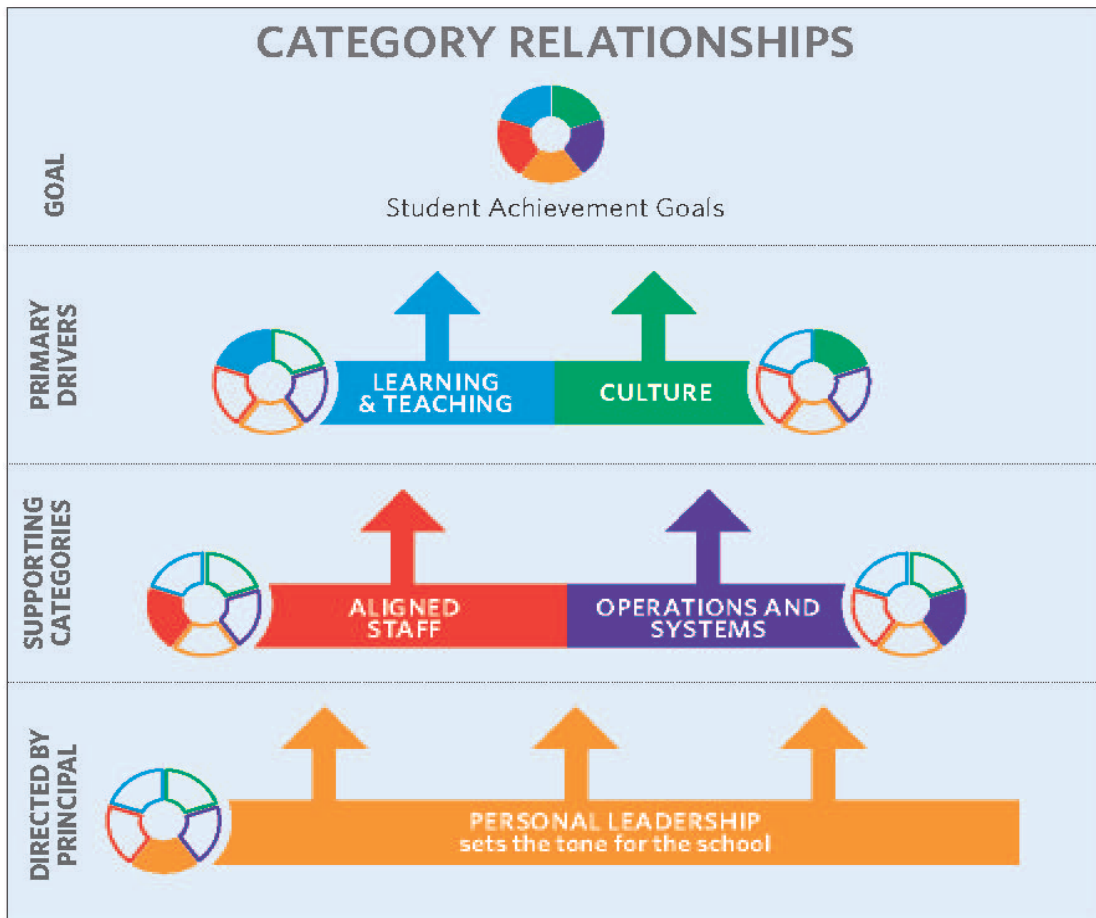 CATEGORY RELATIONSHIPS
GOAL
Student Achievement Goals
PRIMARY
DRIVERS
LEARNING
& TEACHING
CULTURE
SUPPORTING
CATEGORIES
ALIGNED
STAFF
OPERATIONS AND
SYSTEMS
DIRECTED BY
PRINCIPAL
PERSONAL LEADERSHIP
sets the tone for the school